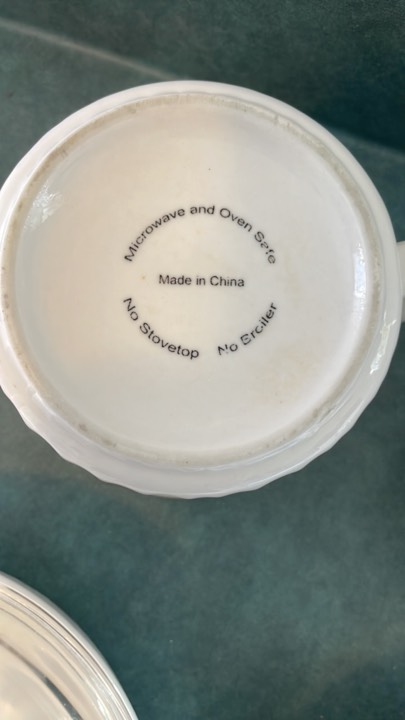 Microwave and Oven Safe
Made in China
No Stovetop No Broiler